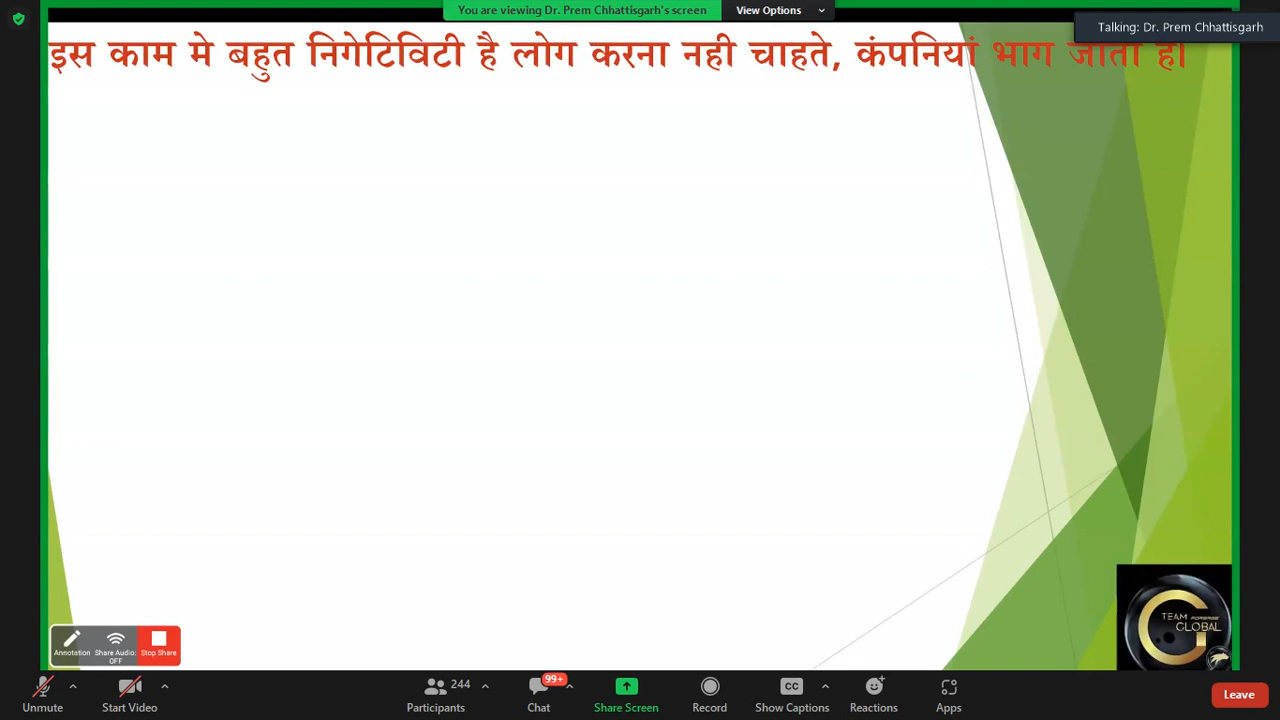 You are viewing Dr. Prem Chhattisgarh's screen
View Options
Talking: Dr. Prem Chhattisgarh
इस काम मे बहुत निगेटिविटी है लोग करना नही चाहते, कंपनियां भाग जाती है।
TEAM
GLOBAL
Annotation
Share Audio:
OFF
Stop Share
Unmute
Start Video
244
Participants
99+
Chat
Share Screen
Record
CC
Show Captions
Reactions
Apps
Leave